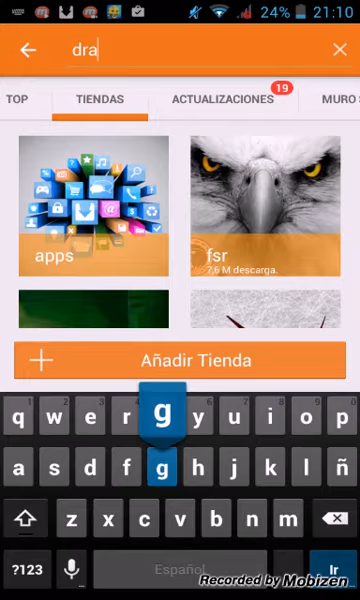 24% 21:10
dra
TOP TIENDAS ACTUALIZACIONES 19 MURO
apps
fsr
7,6 M descarga.
Añadir Tienda
g
q w e r y u i o p
a s d f g h j k l ñ
z x c v b n m
?123 Español Ir
Recorded by Mobizen